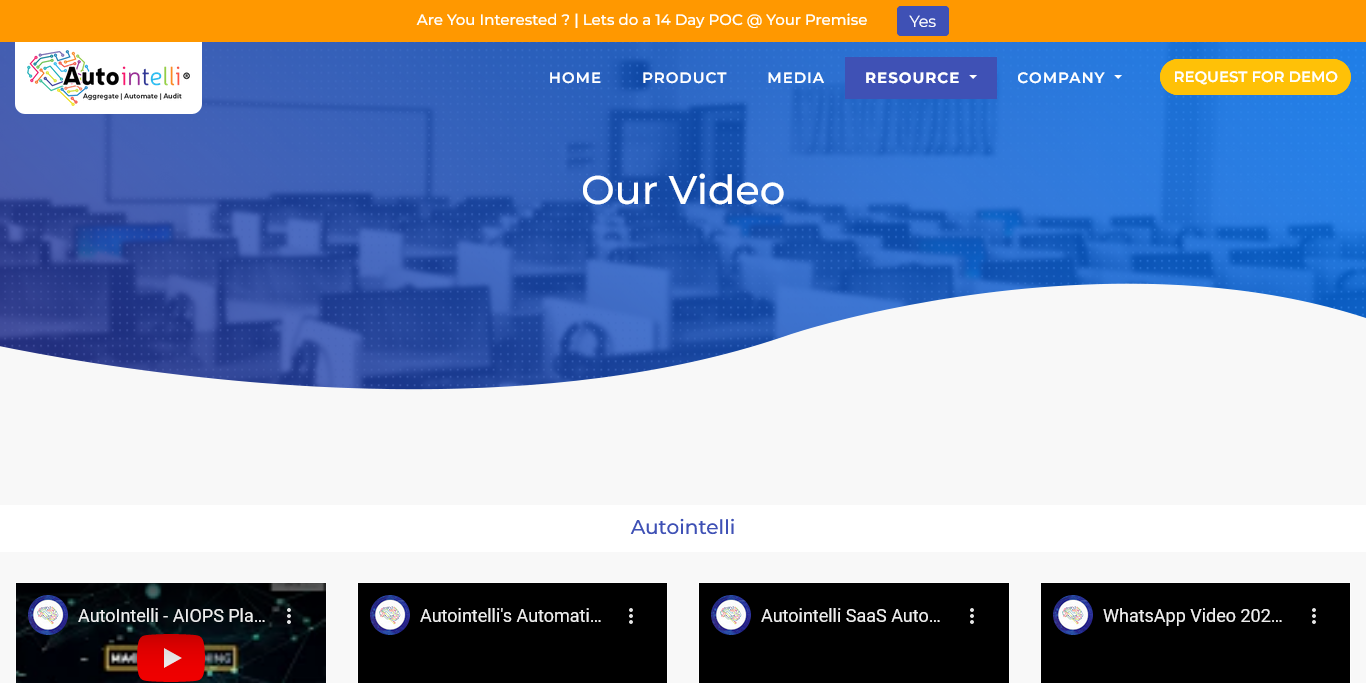 Are You Interested ? | Lets do a 14 Day POC @ Your Premise
Yes
Autointelli®
Aggregate | Automate | Audit
HOME
PRODUCT
MEDIA
RESOURCE
COMPANY
REQUEST FOR DEMO
Our Video
Autointelli
AutoIntelli - AIOPS Pla...
Autointelli's Automati...
Autointelli SaaS Auto...
WhatsApp Video 202...